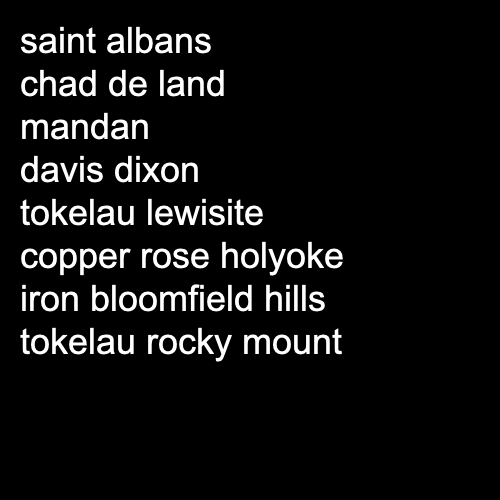 saint albans
chad de land
mandan
davis dixon
tokelau lewisite
copper rose holyoke
iron bloomfield hills
tokelau rocky mount